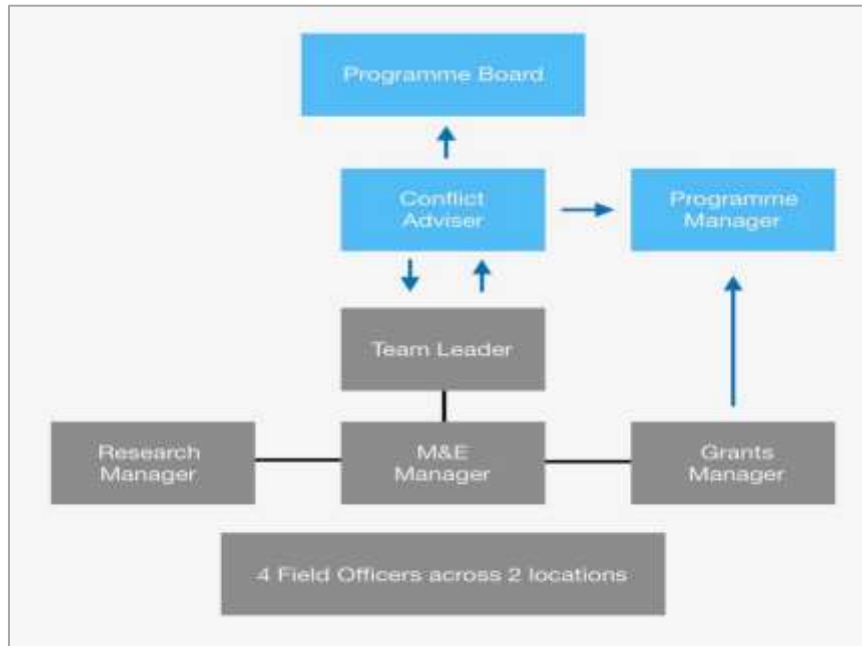 Programme Board
Conflict
Adviser
Programme
Manager
Team Leader
Research
Manager
M&E
Manager
Grants
Manager
4 Field Officers across 2 locations